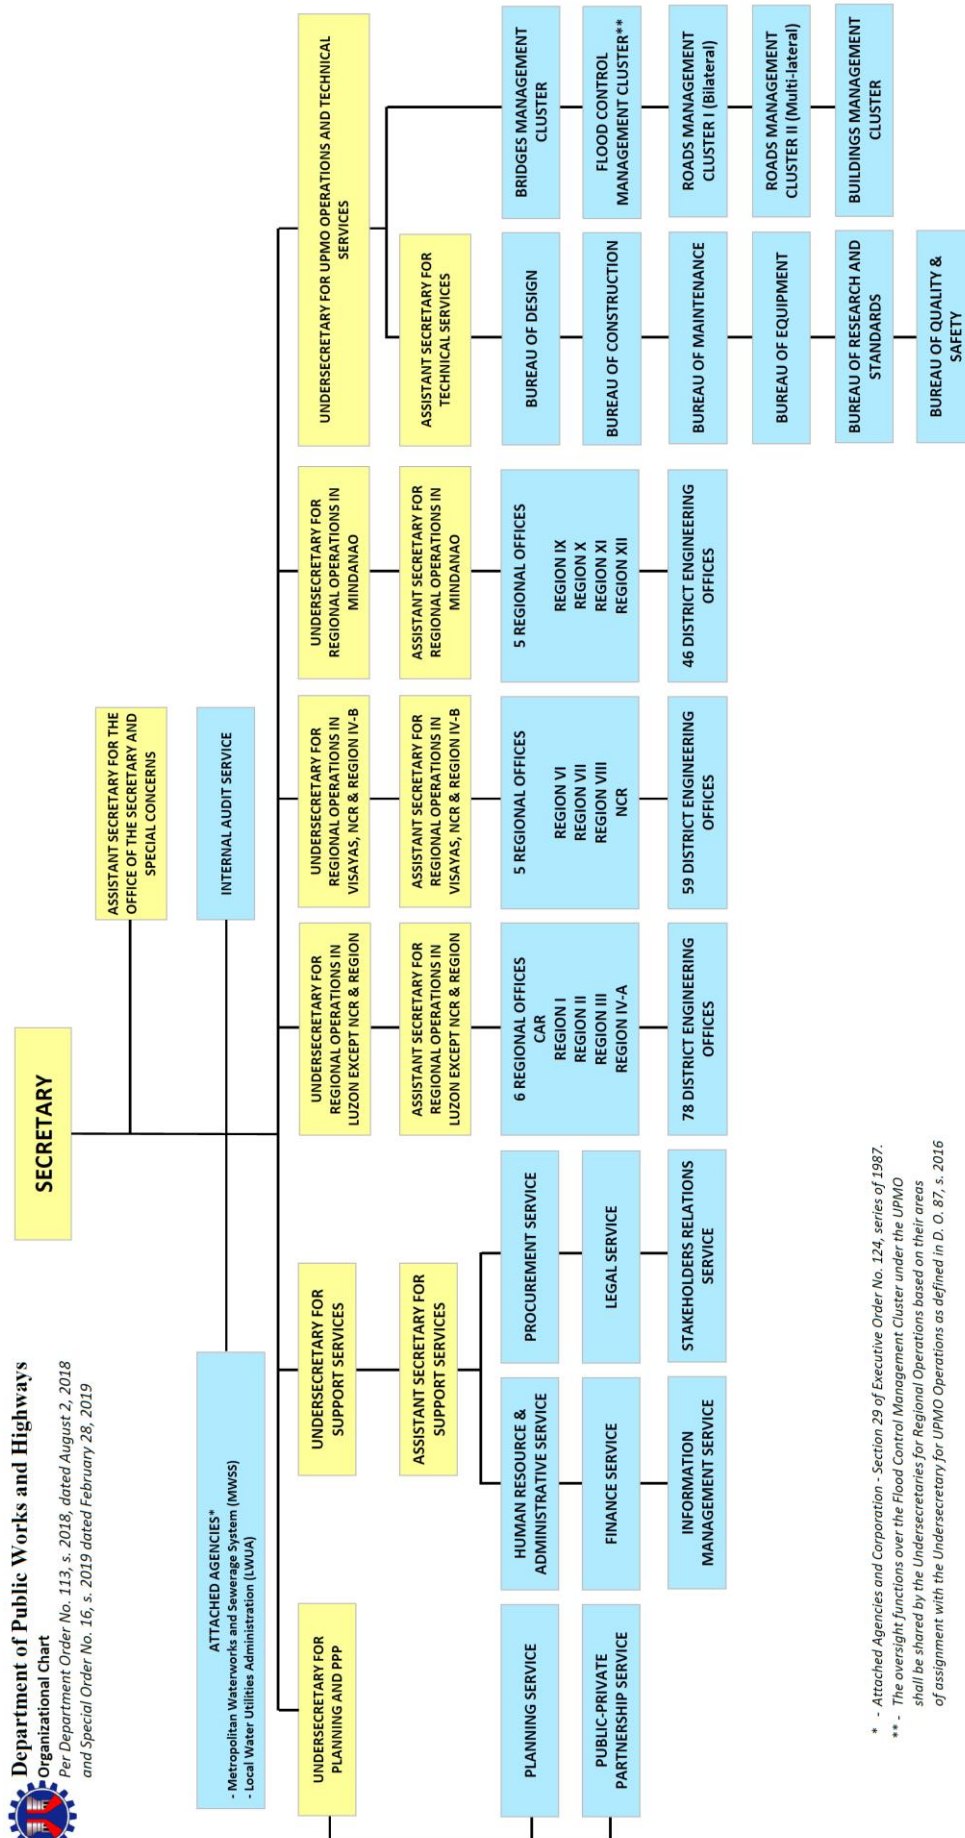 Department of Public Works and Highways
Organizational Chart
Per Department Order No. 113, s. 2018, dated August 2, 2018
and Special Order No. 16, s. 2019 dated February 28, 2019
SECRETARY
ASSISTANT SECRETARY FOR THE
OFFICE OF THE SECRETARY AND
SPECIAL CONCERNS
ATTACHED AGENCIES*
- Metropolitan Waterworks and Sewerage System (MWSS)
- Local Water Utilities Administration (LWUA)
INTERNAL AUDIT SERVICE
UNDERSECRETARY FOR
PLANNING AND PPP
PLANNING SERVICE
PUBLIC-PRIVATE
PARTNERSHIP SERVICE
UNDERSECRETARY FOR
SUPPORT SERVICES
ASSISTANT SECRETARY FOR
SUPPORT SERVICES
HUMAN RESOURCE &
ADMINISTRATIVE SERVICE
FINANCE SERVICE
INFORMATION
MANAGEMENT SERVICE
PROCUREMENT SERVICE
LEGAL SERVICE
STAKEHOLDERS RELATIONS
SERVICE
UNDERSECRETARY FOR
REGIONAL OPERATIONS IN
LUZON EXCEPT NCR & REGION
ASSISTANT SECRETARY FOR
REGIONAL OPERATIONS IN
LUZON EXCEPT NCR & REGION
6 REGIONAL OFFICES
CAR
REGION I
REGION II
REGION III
REGION IV-A
78 DISTRICT ENGINEERING
OFFICES
UNDERSECRETARY FOR
REGIONAL OPERATIONS IN
VISAYAS, NCR & REGION IV-B
ASSISTANT SECRETARY FOR
REGIONAL OPERATIONS IN
VISAYAS, NCR & REGION IV-B
5 REGIONAL OFFICES
REGION VI
REGION VII
REGION VIII
NCR
59 DISTRICT ENGINEERING
OFFICES
UNDERSECRETARY FOR
REGIONAL OPERATIONS IN
MINDANAO
ASSISTANT SECRETARY FOR
REGIONAL OPERATIONS IN
MINDANAO
5 REGIONAL OFFICES
REGION IX
REGION X
REGION XI
REGION XII
46 DISTRICT ENGINEERING
OFFICES
UNDERSECRETARY FOR UPMO OPERATIONS AND TECHNICAL
SERVICES
ASSISTANT SECRETARY FOR
TECHNICAL SERVICES
BUREAU OF DESIGN
BUREAU OF CONSTRUCTION
BUREAU OF MAINTENANCE
BUREAU OF EQUIPMENT
BUREAU OF RESEARCH AND
STANDARDS
BUREAU OF QUALITY &
SAFETY
BRIDGES MANAGEMENT
CLUSTER
FLOOD CONTROL
MANAGEMENT CLUSTER**
ROADS MANAGEMENT
CLUSTER I (Bilateral)
ROADS MANAGEMENT
CLUSTER II (Multi-lateral)
BUILDINGS MANAGEMENT
CLUSTER
* - Attached Agencies and Corporation - Section 29 of Executive Order No. 124, series of 1987.
** - The oversight functions over the Flood Control Management Cluster under the UPMO
shall be shared by the Undersecretaries for Regional Operations based on their areas
of assignment with the Undersecretary for UPMO Operations as defined in D. O. 87, s. 2016